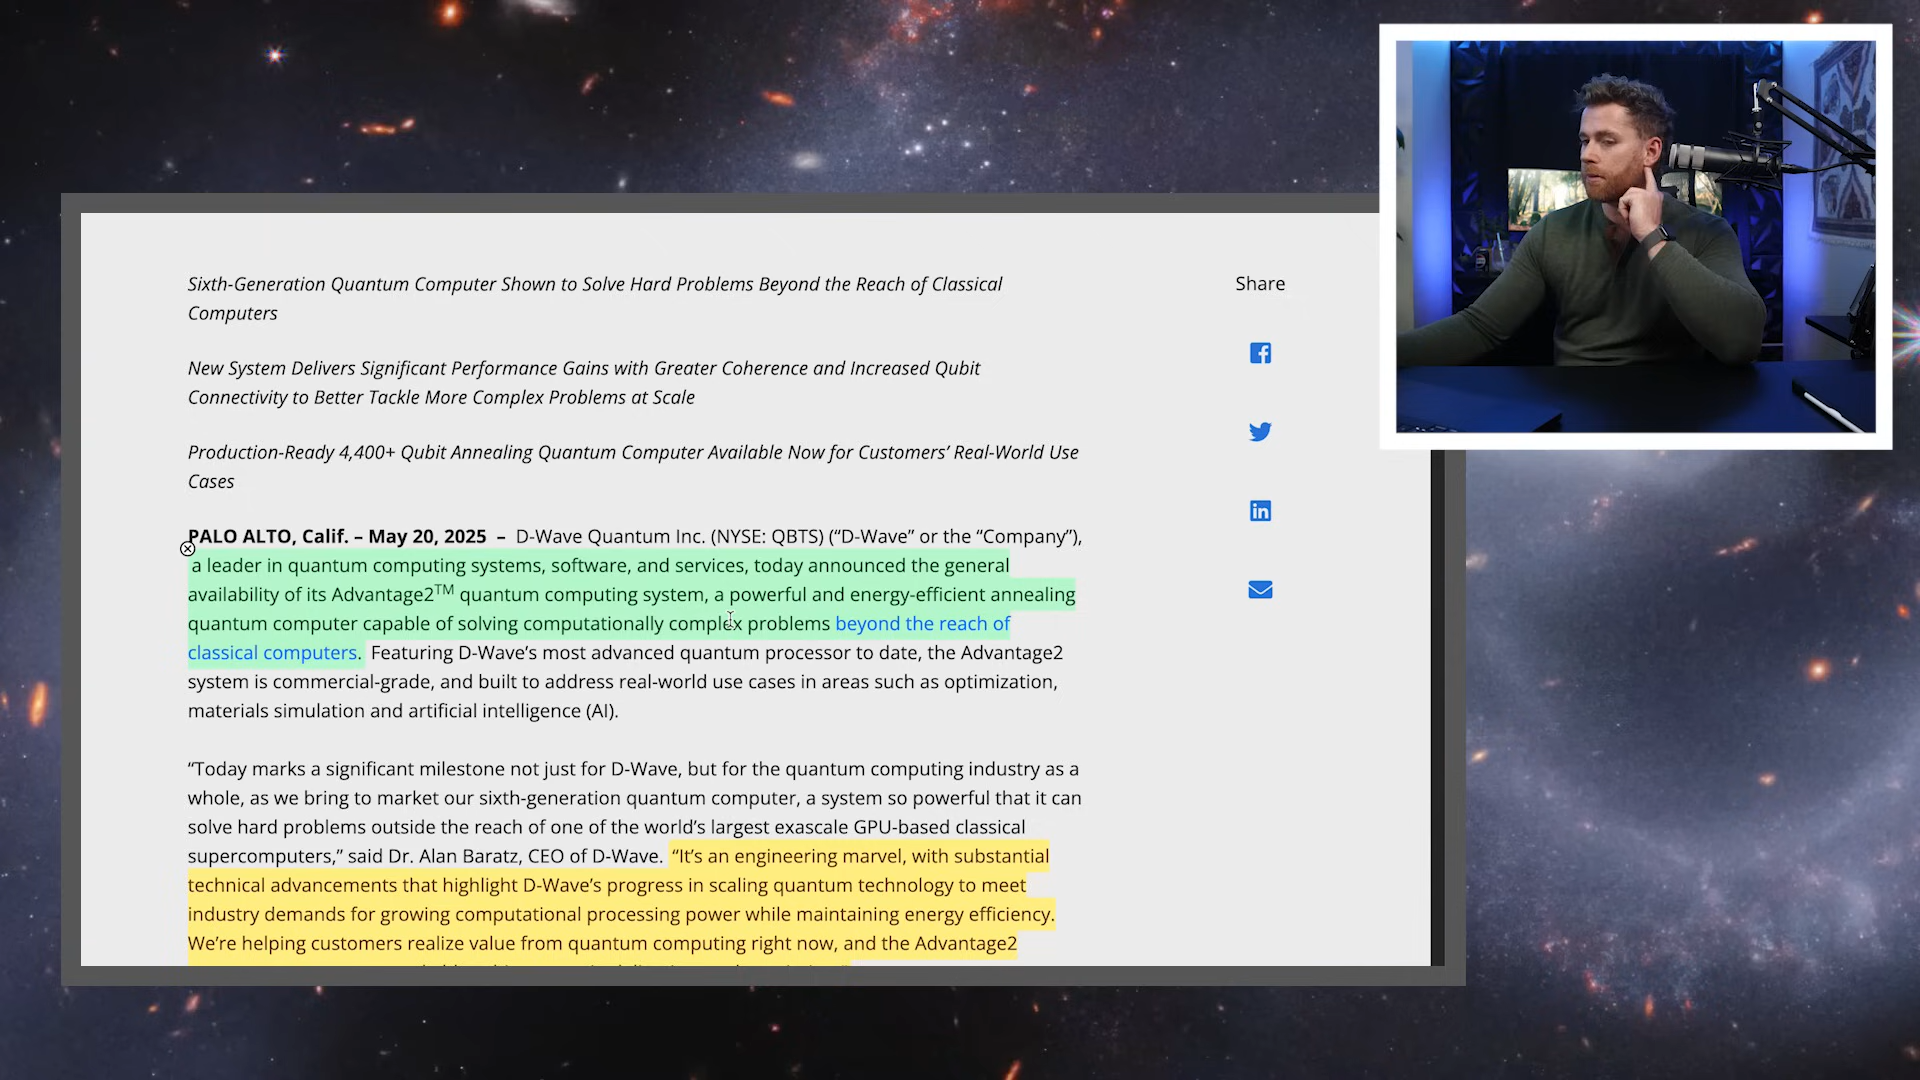 Sixth-Generation Quantum Computer Shown to Solve Hard Problems Beyond the Reach of Classical
Computers
New System Delivers Significant Performance Gains with Greater Coherence and Increased Qubit
Connectivity to Better Tackle More Complex Problems at Scale
Production-Ready 4,400+ Qubit Annealing Quantum Computer Available Now for Customers’ Real-World Use
Cases
PALO ALTO, Calif. – May 20, 2025 – D-Wave Quantum Inc. (NYSE: QBTS) (“D-Wave” or the “Company”),
a leader in quantum computing systems, software, and services, today announced the general
availability of its Advantage2TM quantum computing system, a powerful and energy-efficient annealing
quantum computer capable of solving computationally complex problems beyond the reach of
classical computers. Featuring D-Wave’s most advanced quantum processor to date, the Advantage2
system is commercial-grade, and built to address real-world use cases in areas such as optimization,
materials simulation and artificial intelligence (AI).
“Today marks a significant milestone not just for D-Wave, but for the quantum computing industry as a
whole, as we bring to market our sixth-generation quantum computer, a system so powerful that it can
solve hard problems outside the reach of one of the world’s largest exascale GPU-based classical
supercomputers,” said Dr. Alan Baratz, CEO of D-Wave. “It’s an engineering marvel, with substantial
technical advancements that highlight D-Wave’s progress in scaling quantum technology to meet
industry demands for growing computational processing power while maintaining energy efficiency.
We’re helping customers realize value from quantum computing right now, and the Advantage2
Share